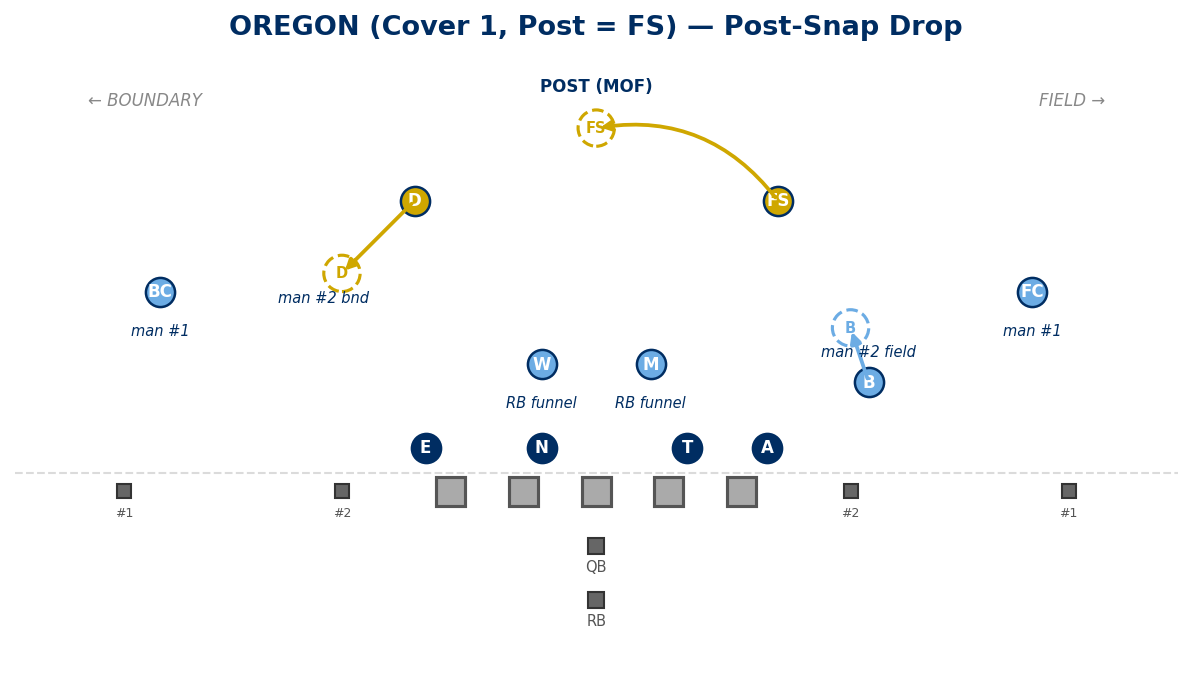 OREGON (Cover 1, Post = FS) — Post-Snap Drop
POST (MOF)
← BOUNDARY
FIELD →
FS
D
FS
D
man #2 bnd
BC
FC
man #1
man #1
B
man #2 field
W
M
B
RB funnel
RB funnel
E
N
T
A
#1
#2
#2
#1
QB
RB